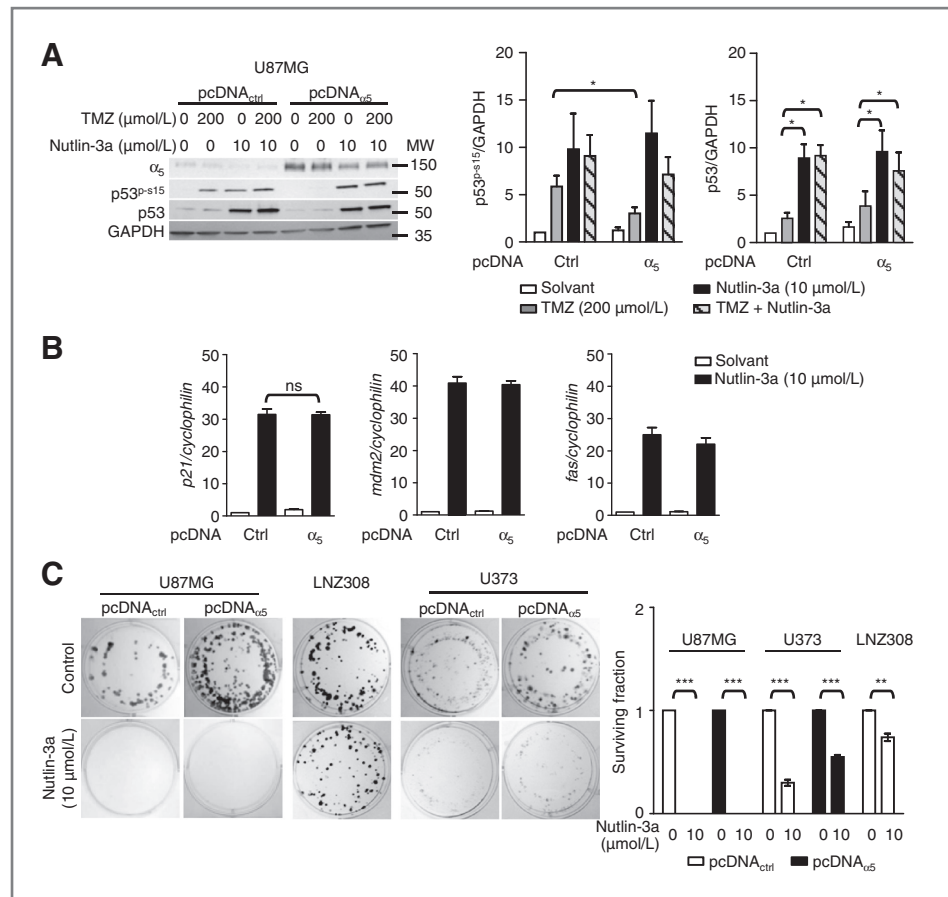 A
U87MG
pcDNActrl pcDNAα5
TMZ (µmol/L) 0 200 0 200 0 200 0 200
Nutlin-3a (µmol/L) 0 0 10 10 0 0 10 10 MW
α5 150
p53p-s15 50
p53 50
GAPDH 35
p53p-s15/GAPDH
20
15
10
5
0
*
pcDNA Ctrl α5
p53/GAPDH
20
15
10
5
0
* * * *
pcDNA Ctrl α5
Solvant
TMZ (200 µmol/L)
Nutlin-3a (10 µmol/L)
TMZ + Nutlin-3a
B
p21/cyclophilin
50
40
30
20
10
0
ns
pcDNA Ctrl α5
mdm2/cyclophilin
50
40
30
20
10
0
Ctrl α5
fas/cyclophilin
50
40
30
20
10
0
pcDNA Ctrl α5
Solvant
Nutlin-3a (10 µmol/L)
C
U87MG LNZ308 U373
pcDNActrl pcDNAα5 pcDNActrl pcDNAα5
Control
Nutlin-3a
(10 µmol/L)
Surviving fraction
2
1
0
U87MG U373 LNZ308
*** *** *** *** **
Nutlin-3a 0 10 0 10 0 10 0 10 0 10
(µmol/L)
pcDNActrl pcDNAα5